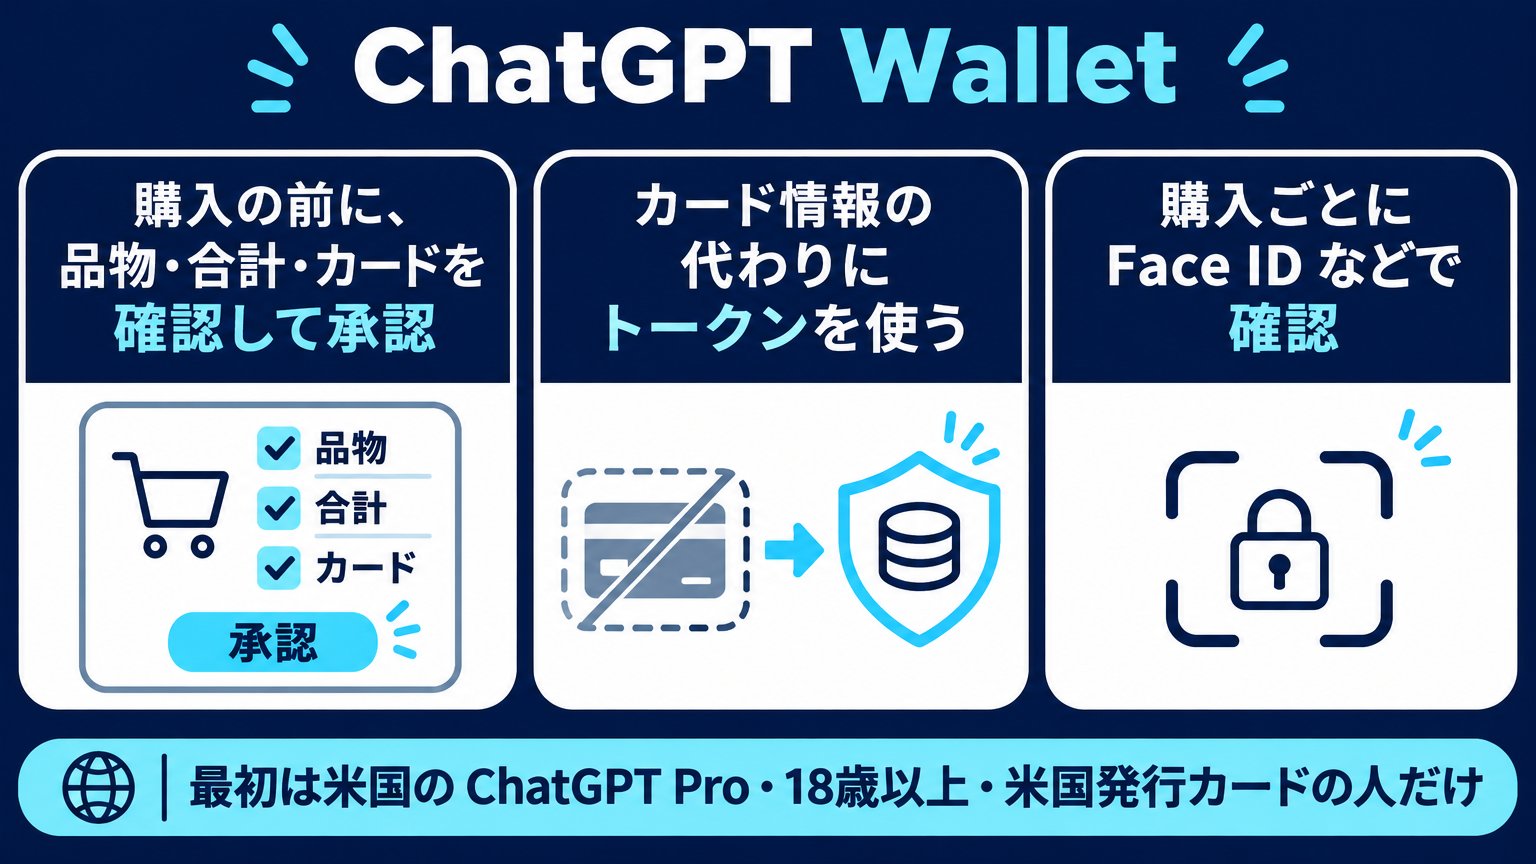 ChatGPT Wallet
購入の前に、
品物・合計・カードを
確認して承認
品物
合計
カード
承認
カード情報の
代わりに
トークンを使う
購入ごとに
Face ID などで
確認
最初は米国の ChatGPT Pro・18歳以上・米国発行カードの人だけ